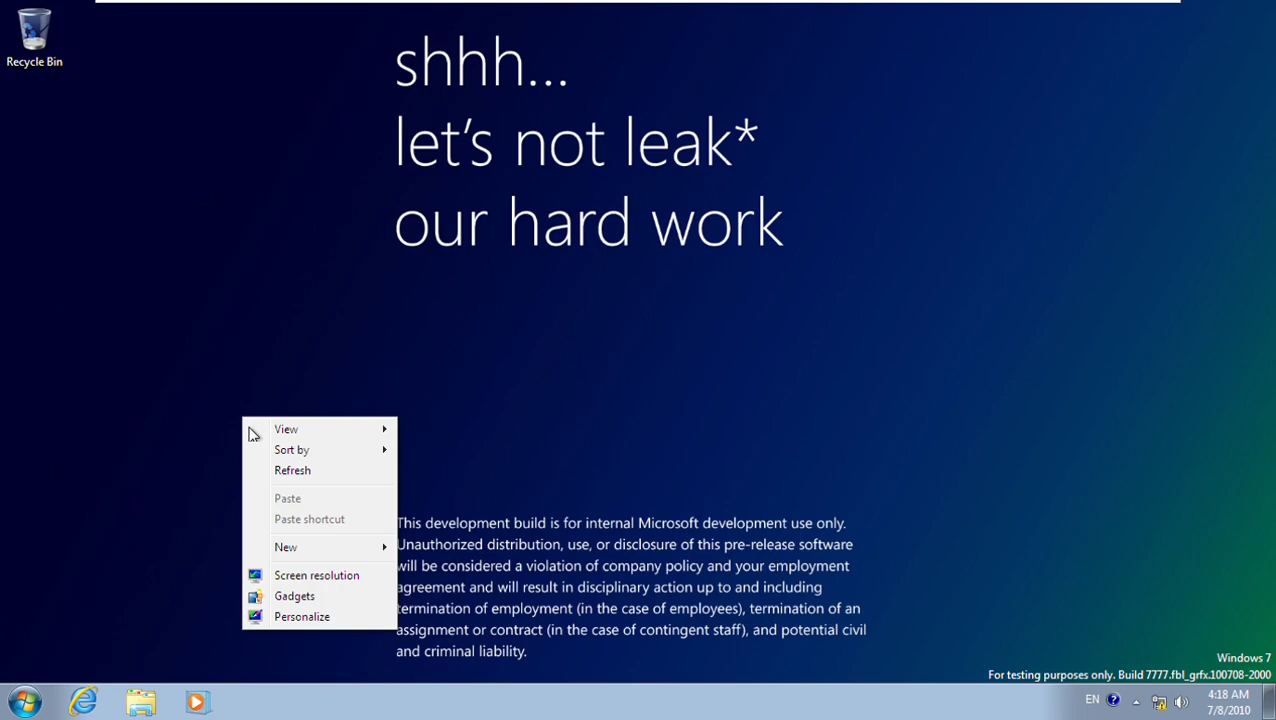 Recycle Bin
shhh...
let's not leak*
our hard work
View
Sort by
Refresh
Paste
Paste shortcut
New
Screen resolution
Gadgets
Personalize
This development build is for internal Microsoft development use only.
Unauthorized distribution, use, or disclosure of this pre-release software
will be considered a violation of company policy and your employment
agreement and will result in disciplinary action up to and including
termination of employment (in the case of employees), termination of an
assignment or contract (in the case of contingent staff), and potential civil
and criminal liability.
Windows 7
For testing purposes only. Build 7777.fbl_grfx.100708-2000
EN
4:18 AM
7/8/2010